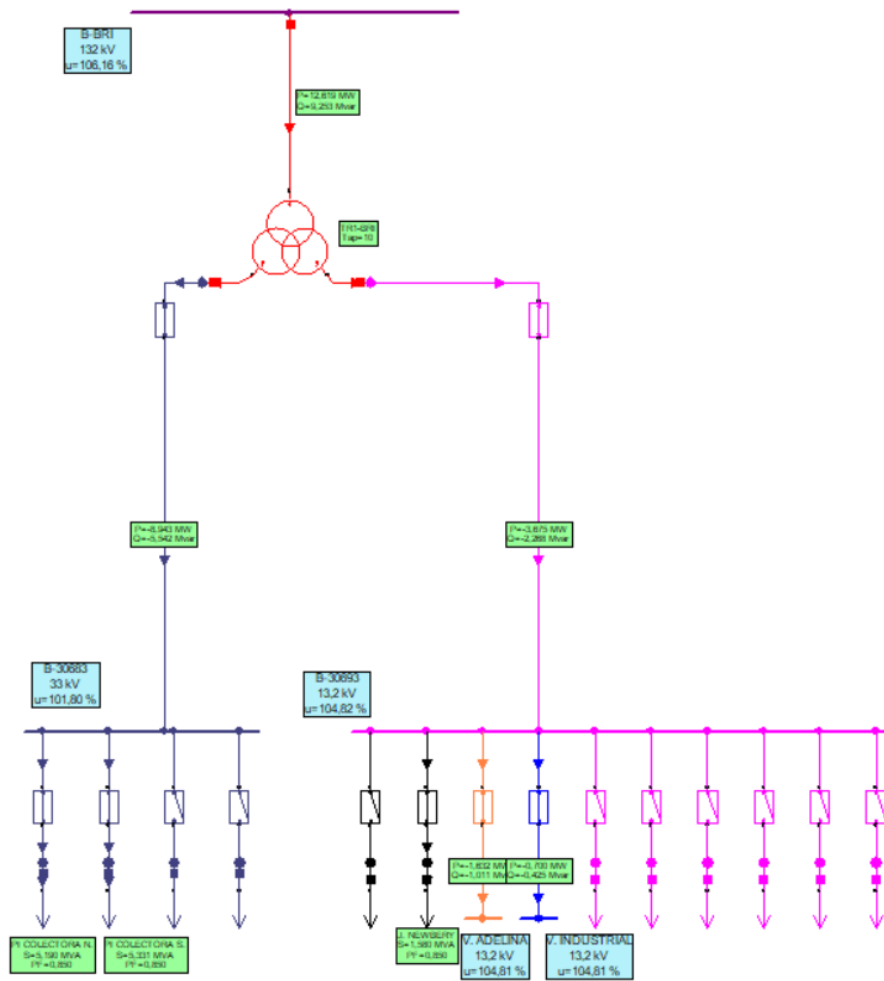 B-BRI
132 kV
u=106,16 %
P=12,619 MW
Q=9,253 Mvar
TR1-BRI
Tap=10
P=-8,943 MW
Q=-5,542 Mvar
P=-3,675 MW
Q=-2,268 Mvar
B-30683
33 kV
u=101,80 %
B-30693
13,2 kV
u=104,82 %
P=-1,632 MW
Q=-1,011 Mv
P=-0,700 MW
Q=-0,425 Mvar
PI COLECTORA N.
S=5,190 MVA
PF=0,850
PI COLECTORA S.
S=5,331 MVA
PF=0,850
J. NEWBERY
S=1,580 MVA
PF=0,850
V. ADELINA
13,2 kV
u=104,81 %
V. INDUSTRIAL
13,2 kV
u=104,81 %